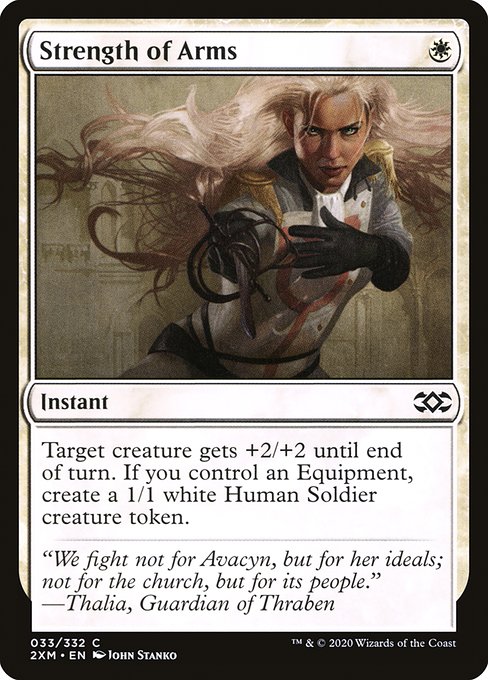 Strength of Arms
Instant
Target creature gets +2/+2 until end
of turn. If you control an Equipment,
create a 1/1 white Human Soldier
creature token.
“We fight not for Avacyn, but for her ideals;
not for the church, but for its people.”
—Thalia, Guardian of Thraben
033/332 C
2XM • EN John Stanko
™ & © 2020 Wizards of the Coast